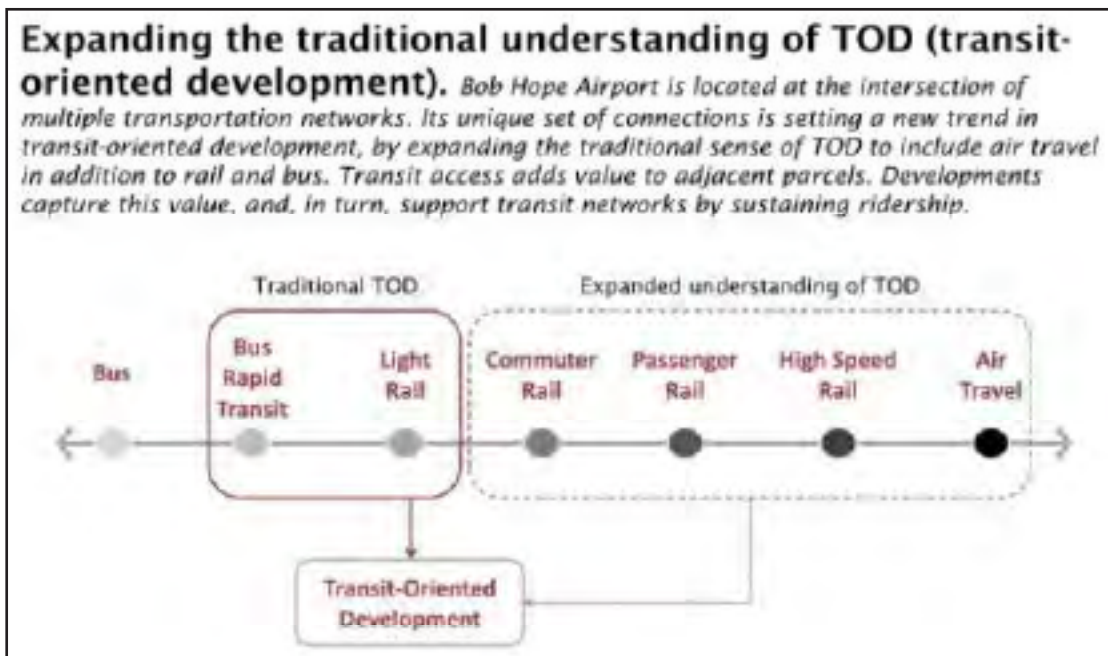 Expanding the traditional understanding of TOD (transit-
oriented development). Bob Hope Airport is located at the intersection of
multiple transportation networks. Its unique set of connections is setting a new trend in
transit-oriented development, by expanding the traditional sense of TOD to include air travel
in addition to rail and bus. Transit access adds value to adjacent parcels. Developments
capture this value, and, in turn, support transit networks by sustaining ridership.
Traditional TOD
Expanded understanding of TOD
Bus
Bus
Rapid
Transit
Light
Rail
Commuter
Rail
Passenger
Rail
High Speed
Rail
Air
Travel
Transit-Oriented
Development